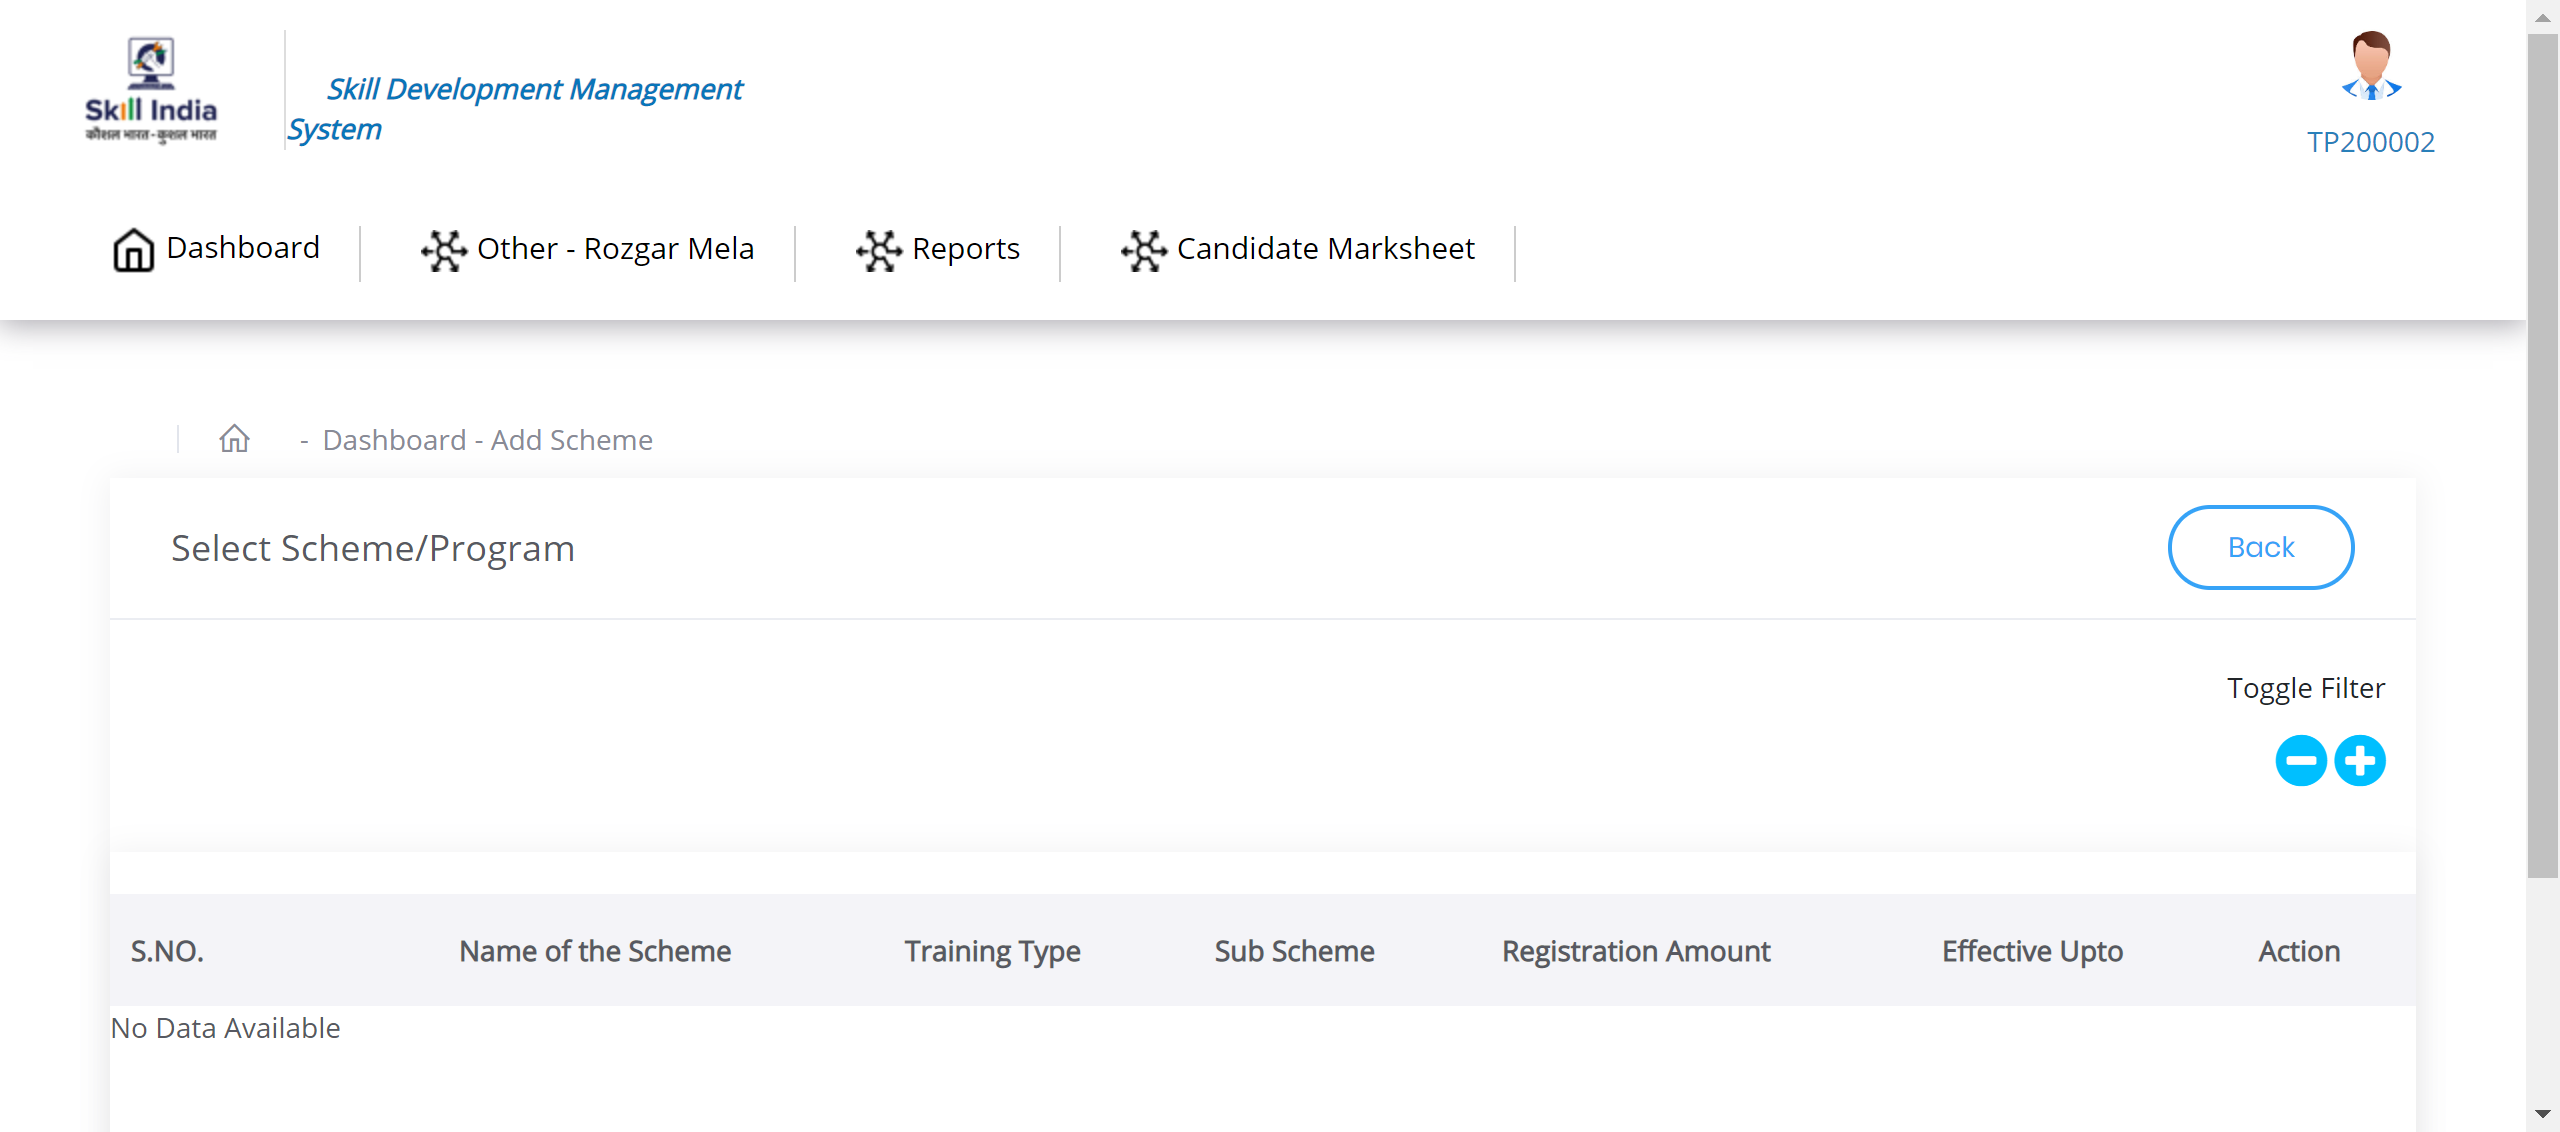 Skill India
कौशल भारत-कुशल भारत
Skill Development Management
System
TP200002
Dashboard
Other - Rozgar Mela
Reports
Candidate Marksheet
- Dashboard - Add Scheme
Select Scheme/Program
Back
Toggle Filter
S.NO. Name of the Scheme Training Type Sub Scheme Registration Amount Effective Upto Action
No Data Available